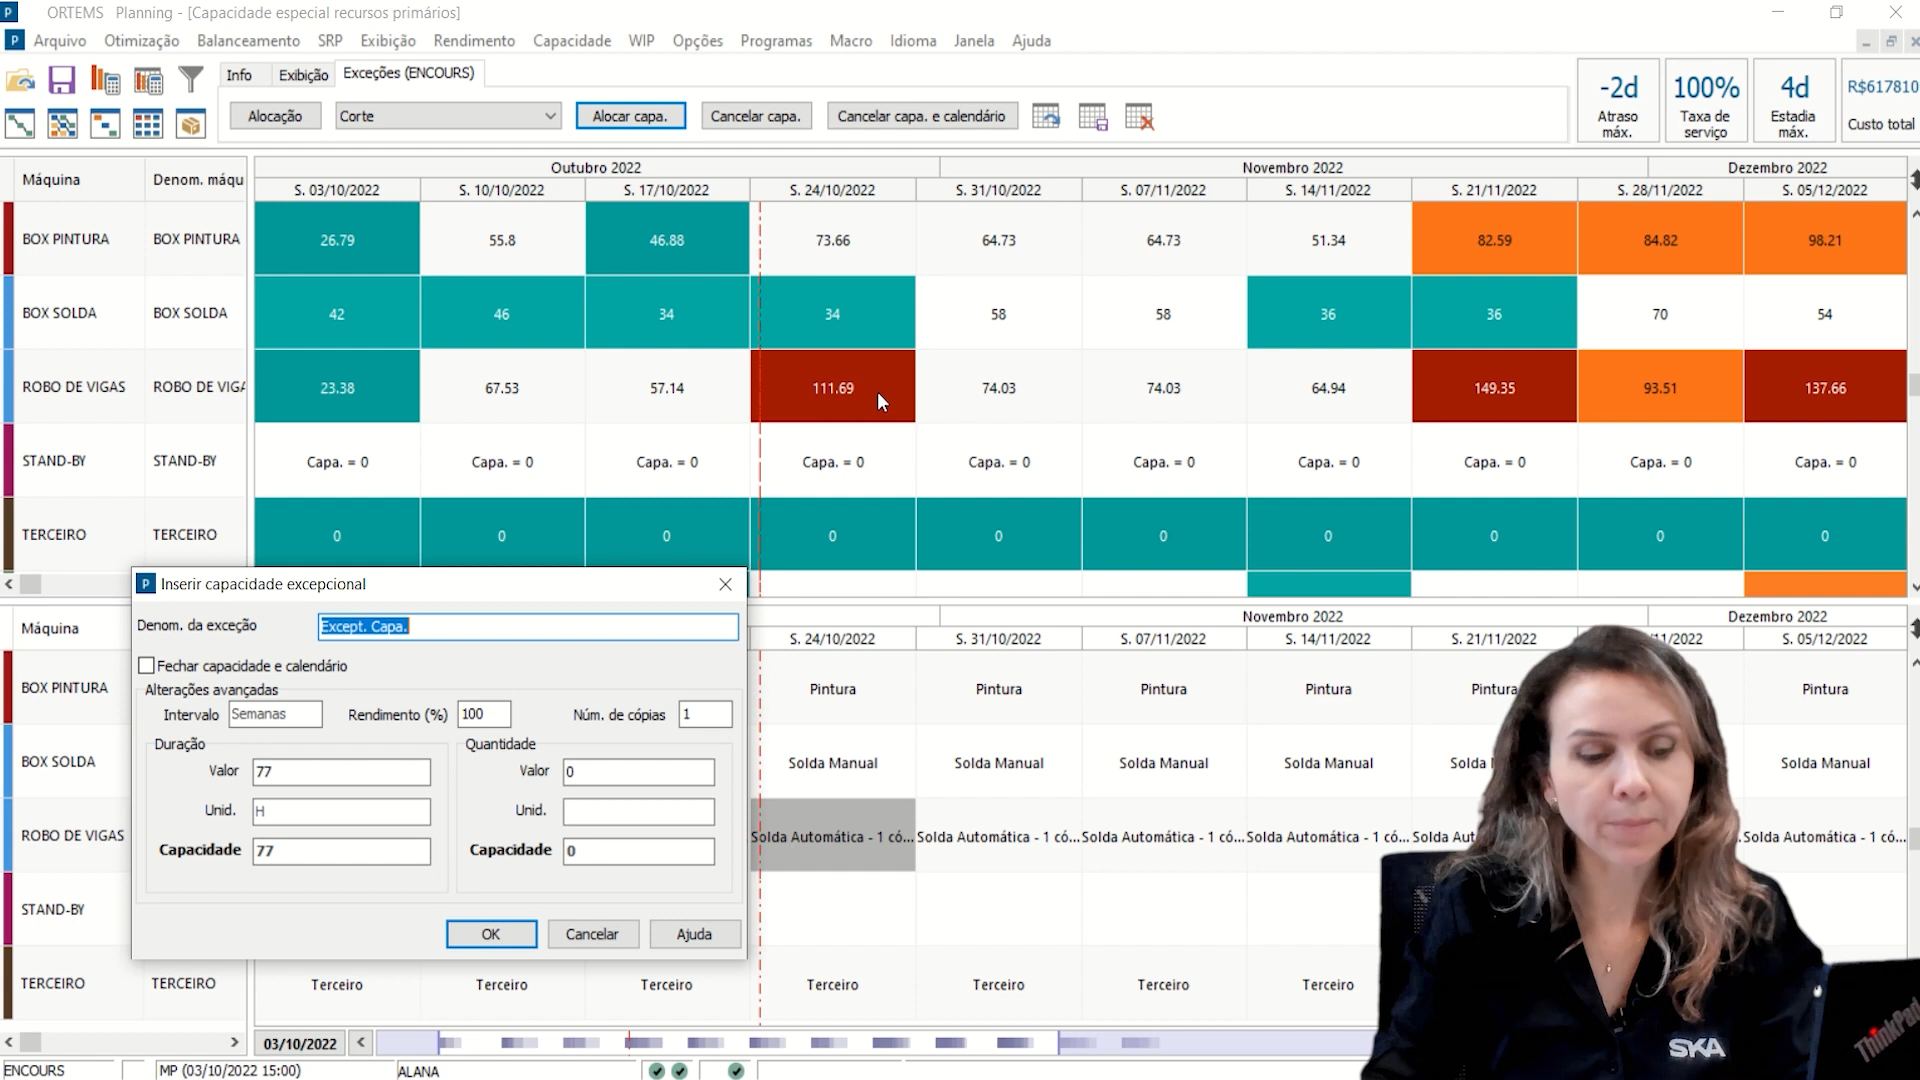 P ORTEMS Planning - [Capacidade especial recursos primários]
P Arquivo Otimização Balanceamento SRP Exibição Rendimento Capacidade WIP Opções Programas Macro Idioma Janela Ajuda
Info Exibição Exceções (ENCOURS)
Alocação Corte Alocar capa. Cancelar capa. Cancelar capa. e calendário
-2d 100% 4d R$617810
Atraso máx. Taxa de serviço Estadia máx. Custo total
Máquina Denom. máqu Outubro 2022 Novembro 2022 Dezembro 2022
S. 03/10/2022 S. 10/10/2022 S. 17/10/2022 S. 24/10/2022 S. 31/10/2022 S. 07/11/2022 S. 14/11/2022 S. 21/11/2022 S. 28/11/2022 S. 05/12/2022
BOX PINTURA BOX PINTURA 26.79 55.8 46.88 73.66 64.73 64.73 51.34 82.59 84.82 98.21
BOX SOLDA BOX SOLDA 42 46 34 34 58 58 36 36 70 54
ROBO DE VIGAS ROBO DE VIGA 23.38 67.53 57.14 111.69 74.03 74.03 64.94 149.35 93.51 137.66
STAND-BY STAND-BY Capa. = 0 Capa. = 0 Capa. = 0 Capa. = 0 Capa. = 0 Capa. = 0 Capa. = 0 Capa. = 0 Capa. = 0 Capa. = 0
TERCEIRO TERCEIRO 0 0 0 0 0 0 0 0 0 0
P Inserir capacidade excepcional
Denom. da exceção Except. Capa.
Fechar capacidade e calendário
Alterações avançadas
Intervalo Semanas Rendimento (%) 100 Núm. de cópias 1
Duração Quantidade
Valor 77 Valor 0
Unid. H Unid.
Capacidade 77 Capacidade 0
OK Cancelar Ajuda
Máquina Novembro 2022 Dezembro 2022
S. 24/10/2022 S. 31/10/2022 S. 07/11/2022 S. 14/11/2022 S. 21/11/2022 11/2022 S. 05/12/2022
BOX PINTURA Pintura Pintura Pintura Pintura Pintura Pintura
BOX SOLDA Solda Manual Solda Manual Solda Manual Solda Manual Solda Solda Manual
ROBO DE VIGAS Solda Automática - 1 có... Solda Automática - 1 có... Solda Automática - 1 có... Solda Automática - 1 có... Solda Aut Solda Automática - 1 có...
STAND-BY
TERCEIRO TERCEIRO Terceiro Terceiro Terceiro Terceiro Terceiro Terceiro Terceiro
03/10/2022
ENCOURS MP (03/10/2022 15:00) ALANA
SKA
ThinkPad